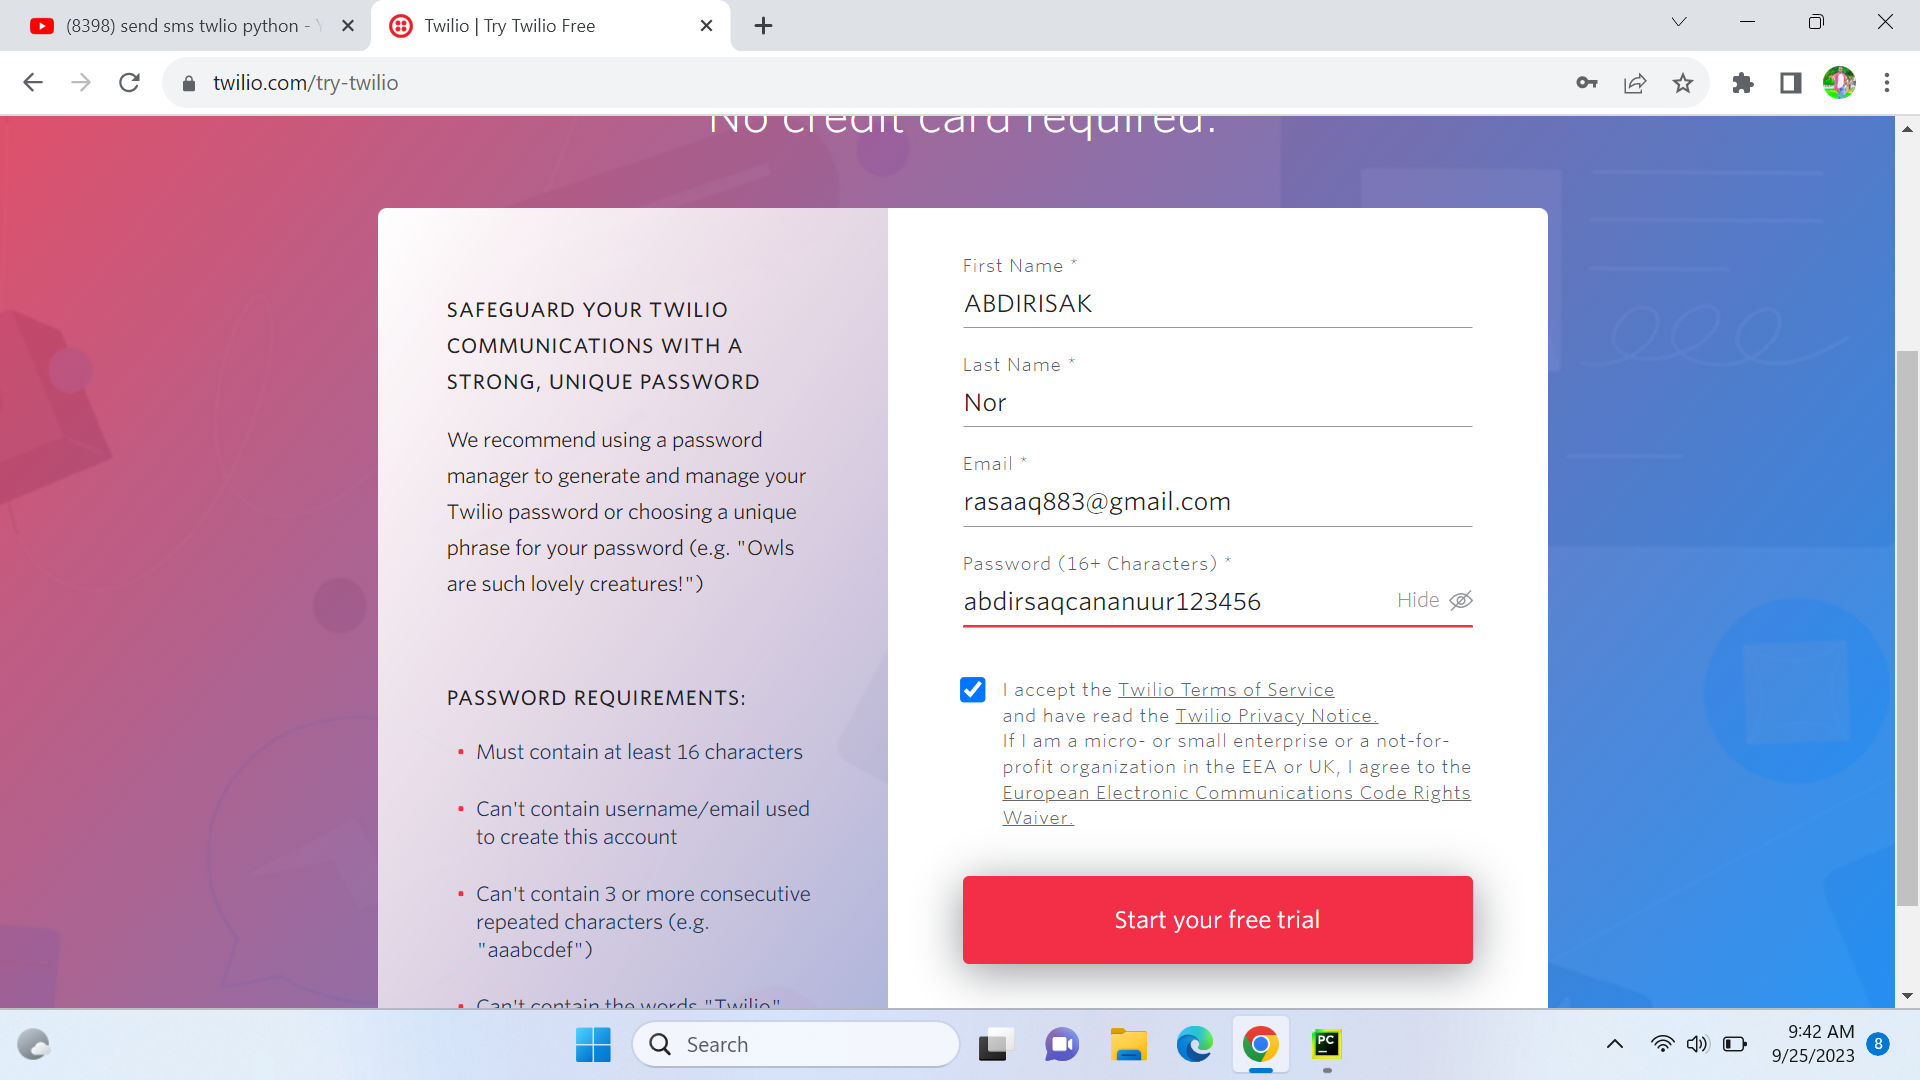 (8398) send sms twlio python -
Twilio | Try Twilio Free
twilio.com/try-twilio
No credit card required.
SAFEGUARD YOUR TWILIO
COMMUNICATIONS WITH A
STRONG, UNIQUE PASSWORD
We recommend using a password
manager to generate and manage your
Twilio password or choosing a unique
phrase for your password (e.g. "Owls
are such lovely creatures!")
PASSWORD REQUIREMENTS:
• Must contain at least 16 characters
• Can't contain username/email used
to create this account
• Can't contain 3 or more consecutive
repeated characters (e.g.
"aaabcdef")
• Can't contain the words "Twilio"
First Name *
ABDIRISAK
Last Name *
Nor
Email *
rasaaq883@gmail.com
Password (16+ Characters) *
abdirsaqcananuur123456
Hide
I accept the Twilio Terms of Service
and have read the Twilio Privacy Notice.
If I am a micro- or small enterprise or a not-for-
profit organization in the EEA or UK, I agree to the
European Electronic Communications Code Rights
Waiver.
Start your free trial
Search
PC
9:42 AM
9/25/2023
8